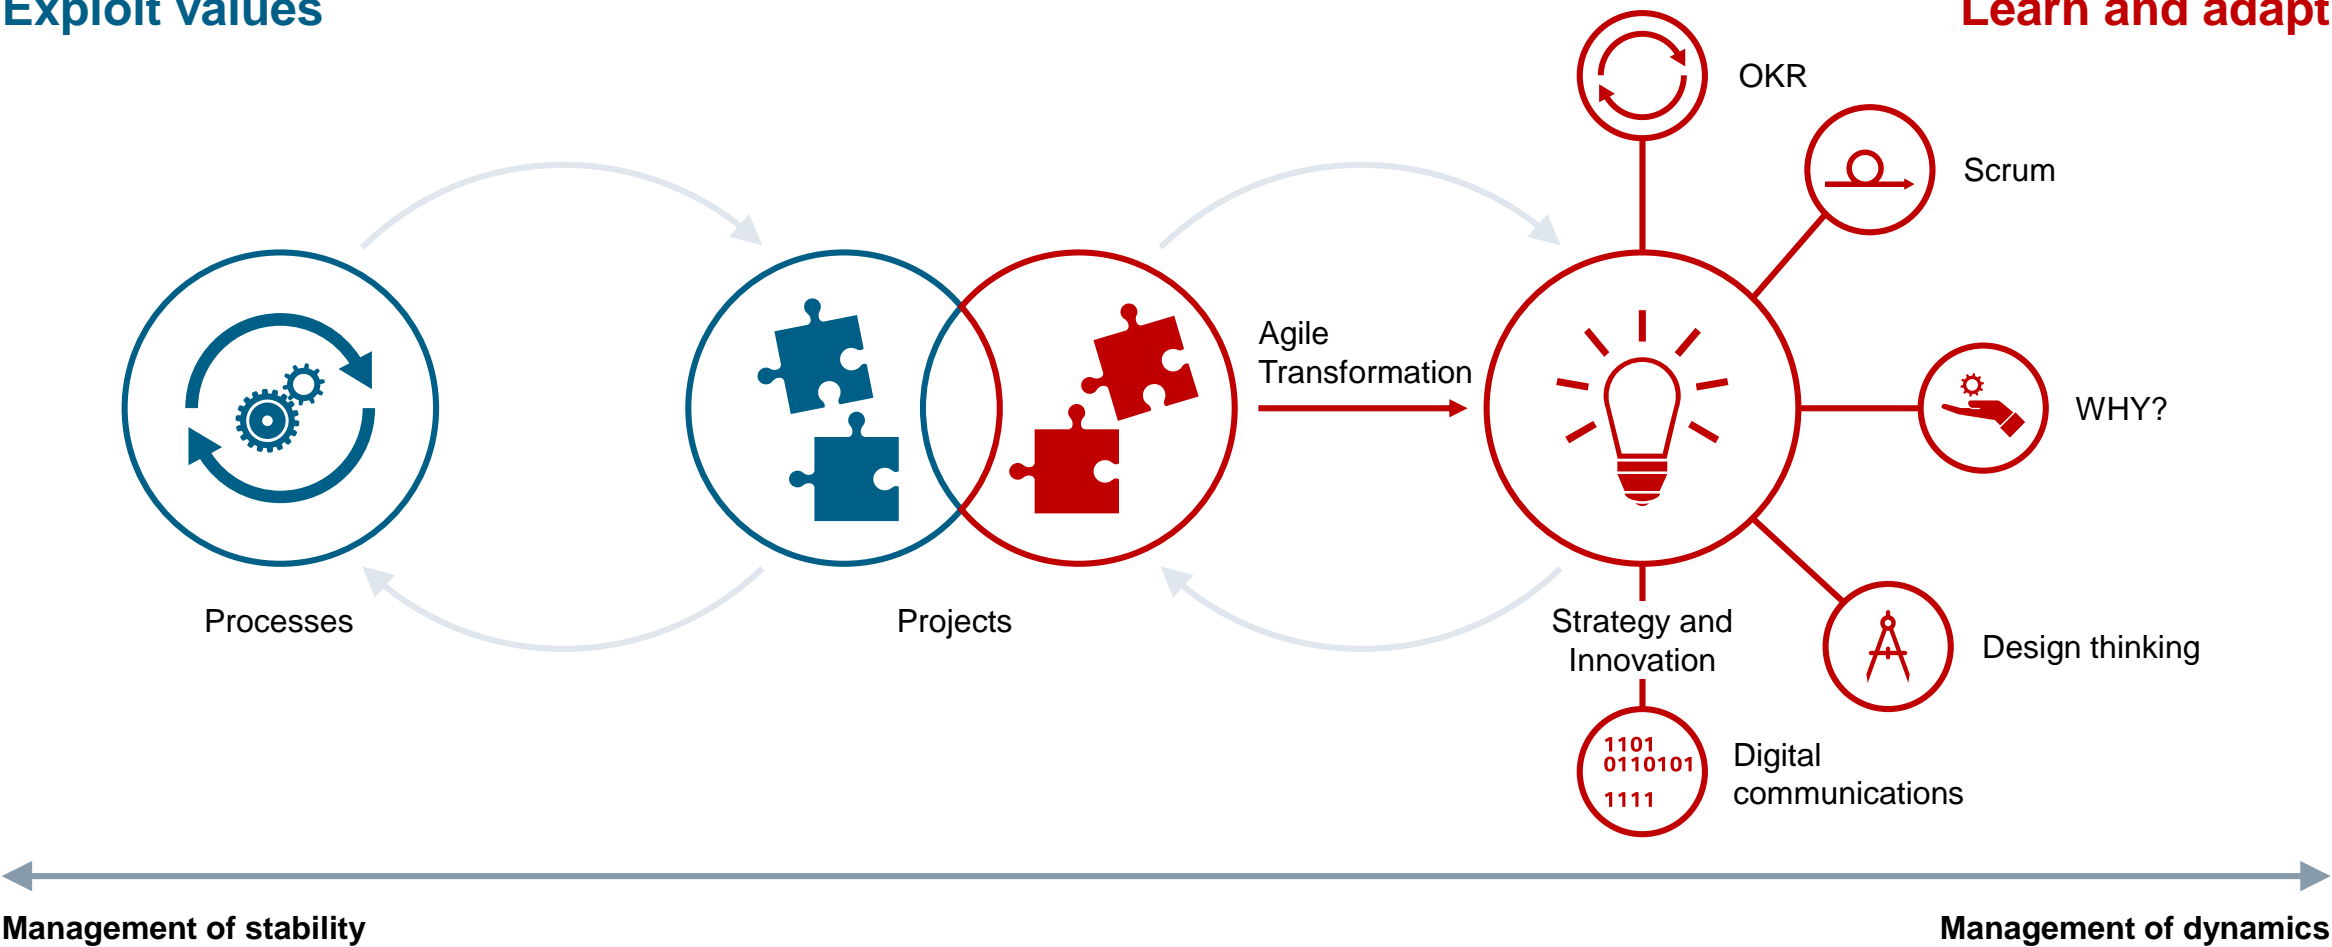 Exploit values
Learn and adapt
OKR
Scrum
Agile
Transformation
WHY?
Processes
Projects
Strategy and
Innovation
Design thinking
1101
0110101
1111
Digital
communications
Management of stability
Management of dynamics